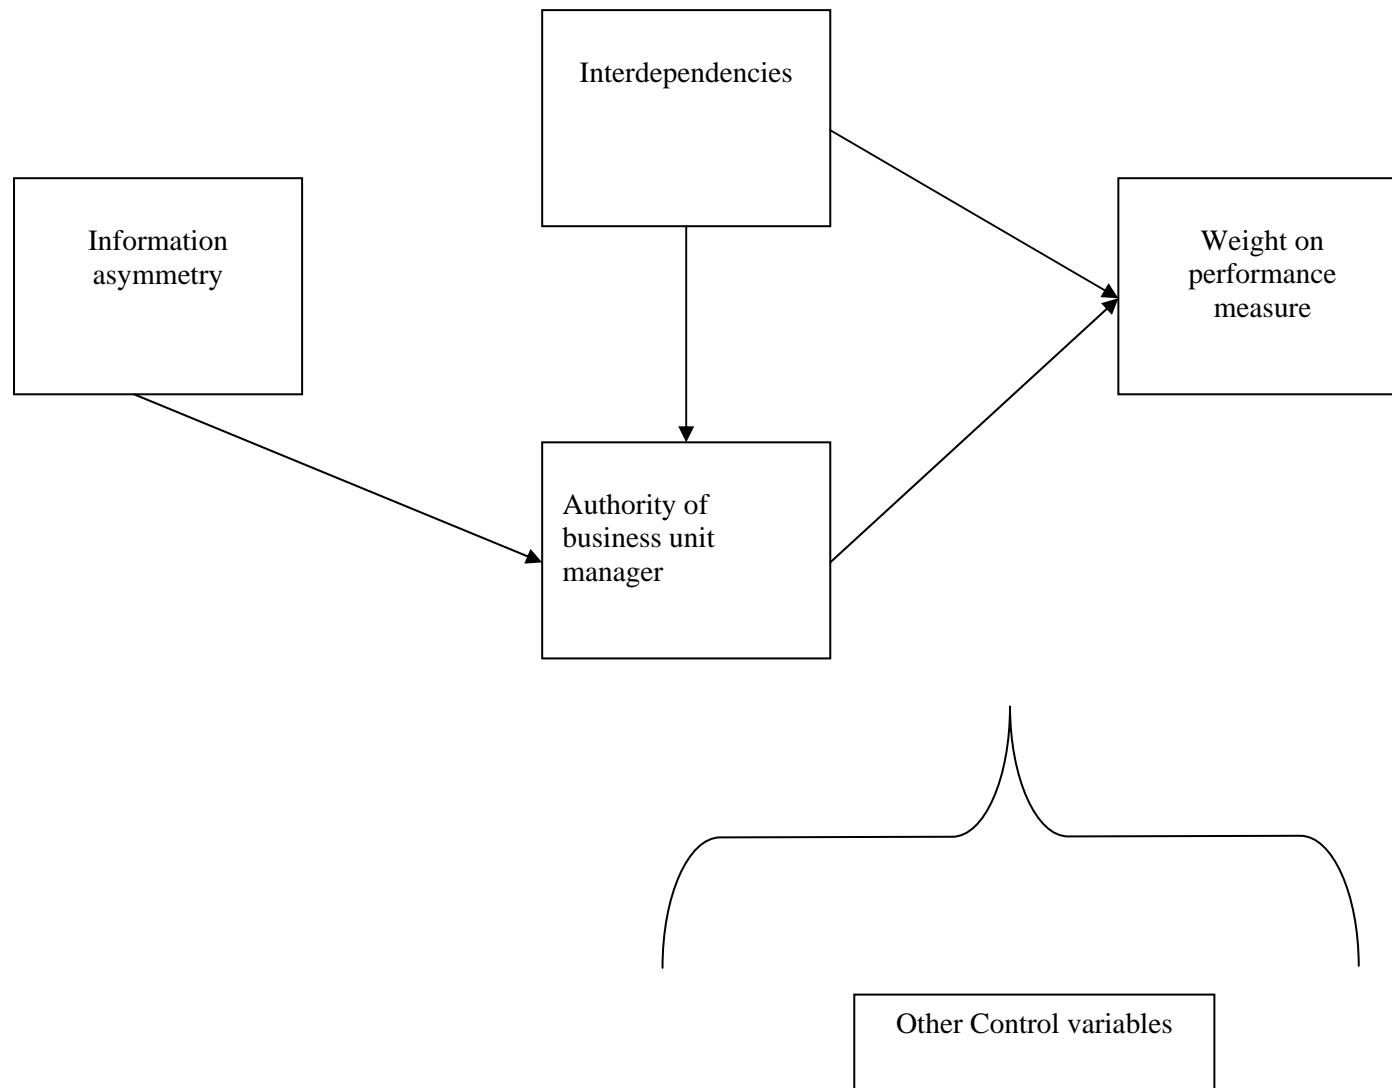 Interdependencies
Information
asymmetry
Weight on
performance
measure
Authority of
business unit
manager
Other Control variables